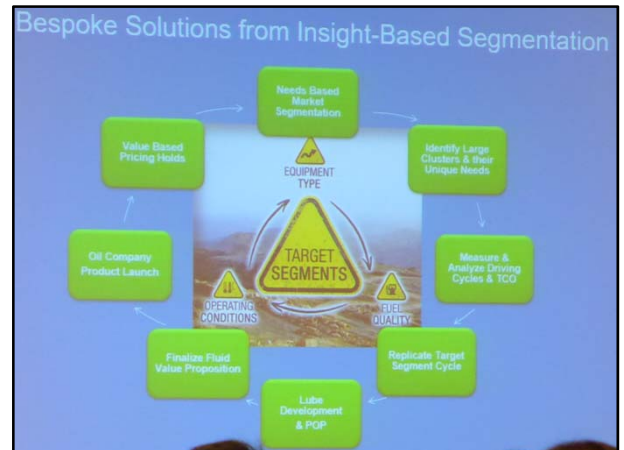 Bespoke Solutions from Insight-Based Segmentation
Needs Based
Market
Segmentation
Identify Large
Clusters & their
Unique Needs
Measure &
Analyze Driving
Cycles & TCO
Replicate Target
Segment Cycle
Lube
Development
& POP
Finalize Fluid
Value Proposition
Oil Company
Product Launch
Value Based
Pricing Holds
EQUIPMENT
TYPE
TARGET
SEGMENTS
FUEL
QUALITY
OPERATING
CONDITIONS